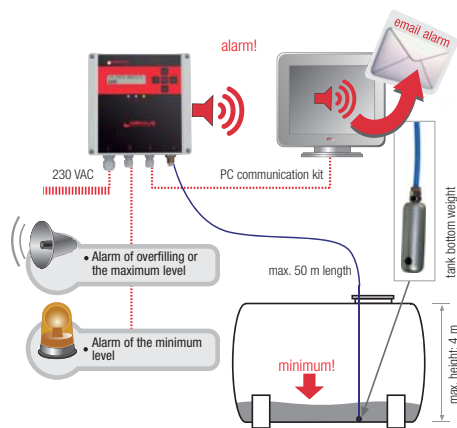 alarm!
email alarm
230 VAC
PC communication kit
tank bottom weight
• Alarm of overfilling or
the maximum level
max. 50 m length
• Alarm of the minimum
level
minimum!
max. height: 4 m